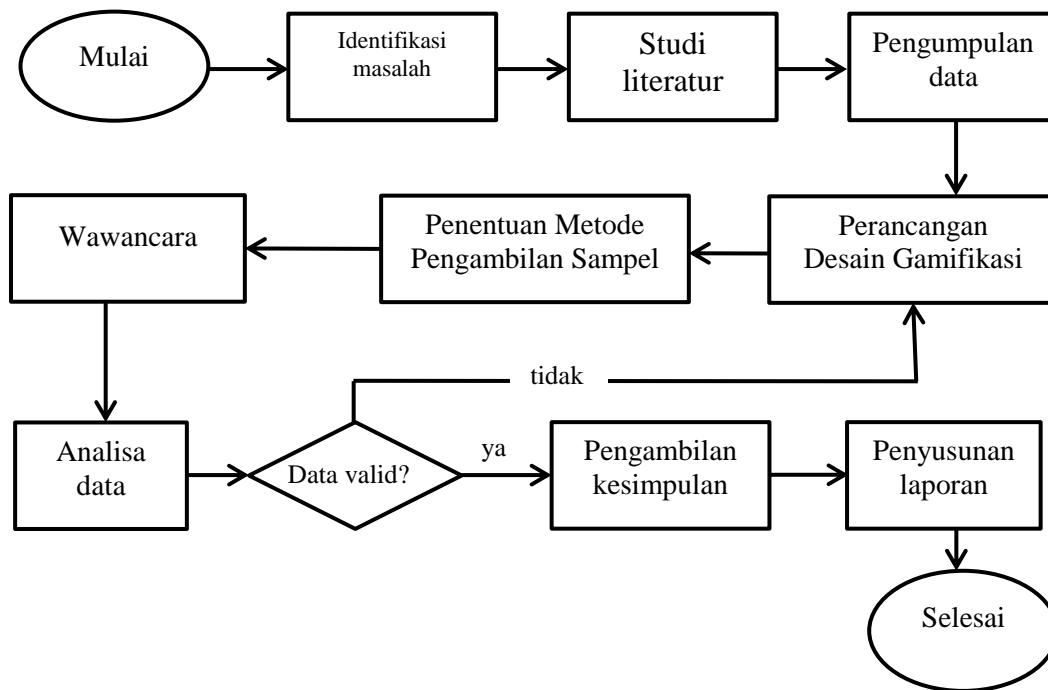 Mulai
Identifikasi
masalah
Studi
literatur
Pengumpulan
data
Perancangan
Desain Gamifikasi
Penentuan Metode
Pengambilan Sampel
Wawancara
tidak
Analisa
data
Data valid?
ya
Pengambilan
kesimpulan
Penyusunan
laporan
Selesai